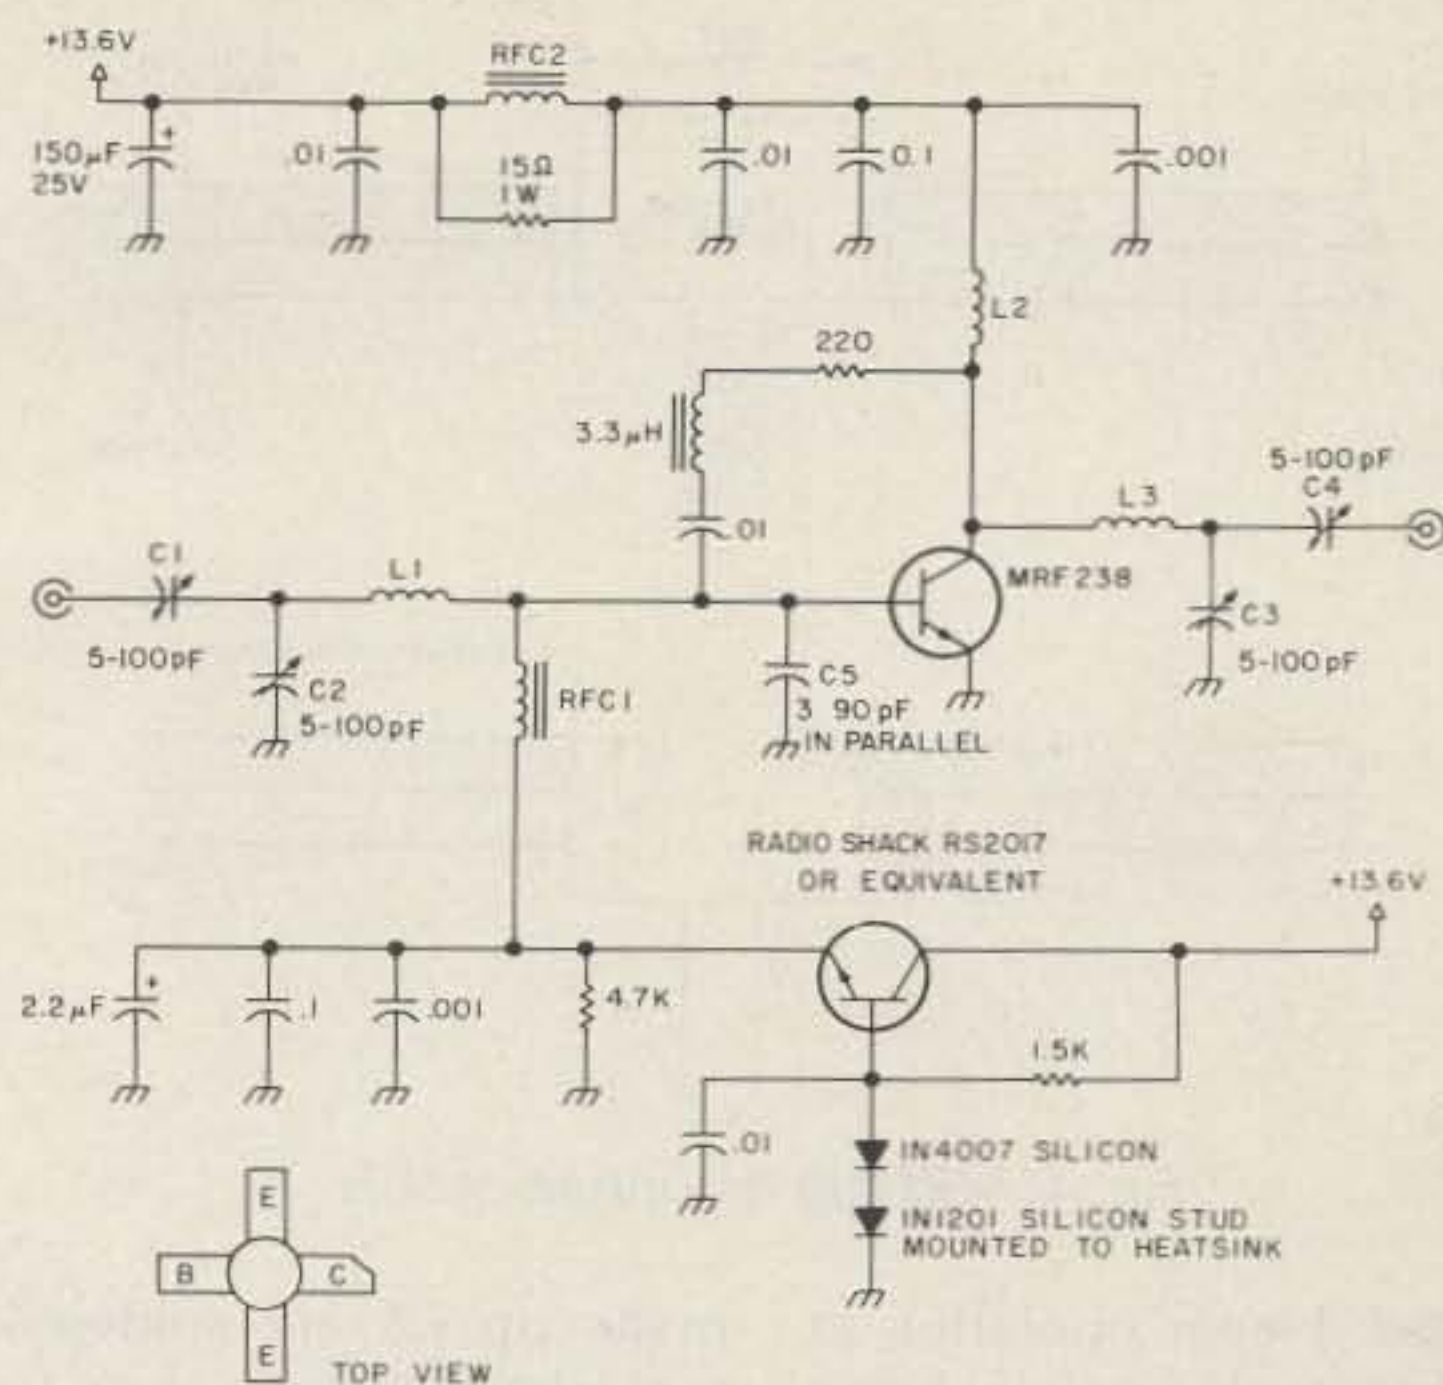 +13.6V
RFC2
150µF
25V
+
.01
15Ω
1W
.01
0.1
.001
L2
220
3.3µH
.01
5-100pF
C4
L3
MRF238
C1
5-100pF
L1
C2
5-100pF
RFC1
C5
3 90pF
IN PARALLEL
C3
5-100pF
RADIO SHACK RS2017
OR EQUIVALENT
+13.6V
2.2µF
+
.1
.001
4.7K
1.5K
.01
IN4007 SILICON
IN1201 SILICON STUD
MOUNTED TO HEATSINK
E
B
C
E
TOP VIEW